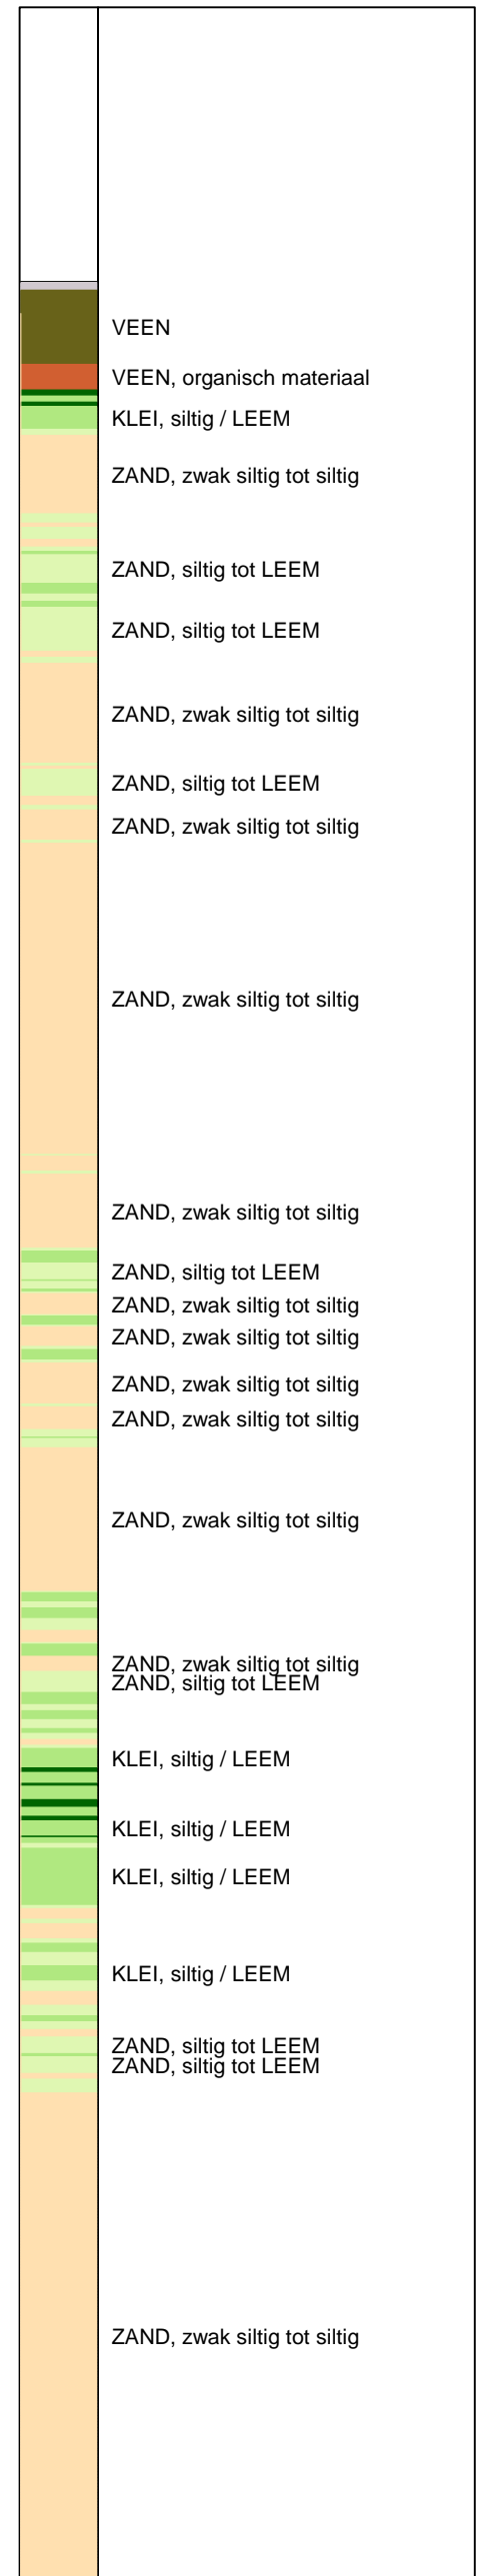 VEEN
VEEN, organisch materiaal
KLEI, siltig / LEEM
ZAND, zwak siltig tot siltig
ZAND, siltig tot LEEM
ZAND, siltig tot LEEM
ZAND, zwak siltig tot siltig
ZAND, siltig tot LEEM
ZAND, zwak siltig tot siltig
ZAND, zwak siltig tot siltig
ZAND, zwak siltig tot siltig
ZAND, siltig tot LEEM
ZAND, zwak siltig tot siltig
ZAND, zwak siltig tot siltig
ZAND, zwak siltig tot siltig
ZAND, zwak siltig tot siltig
ZAND, zwak siltig tot siltig
ZAND, zwak siltig tot siltig
ZAND, siltig tot LEEM
KLEI, siltig / LEEM
KLEI, siltig / LEEM
KLEI, siltig / LEEM
KLEI, siltig / LEEM
ZAND, siltig tot LEEM
ZAND, siltig tot LEEM
ZAND, zwak siltig tot siltig